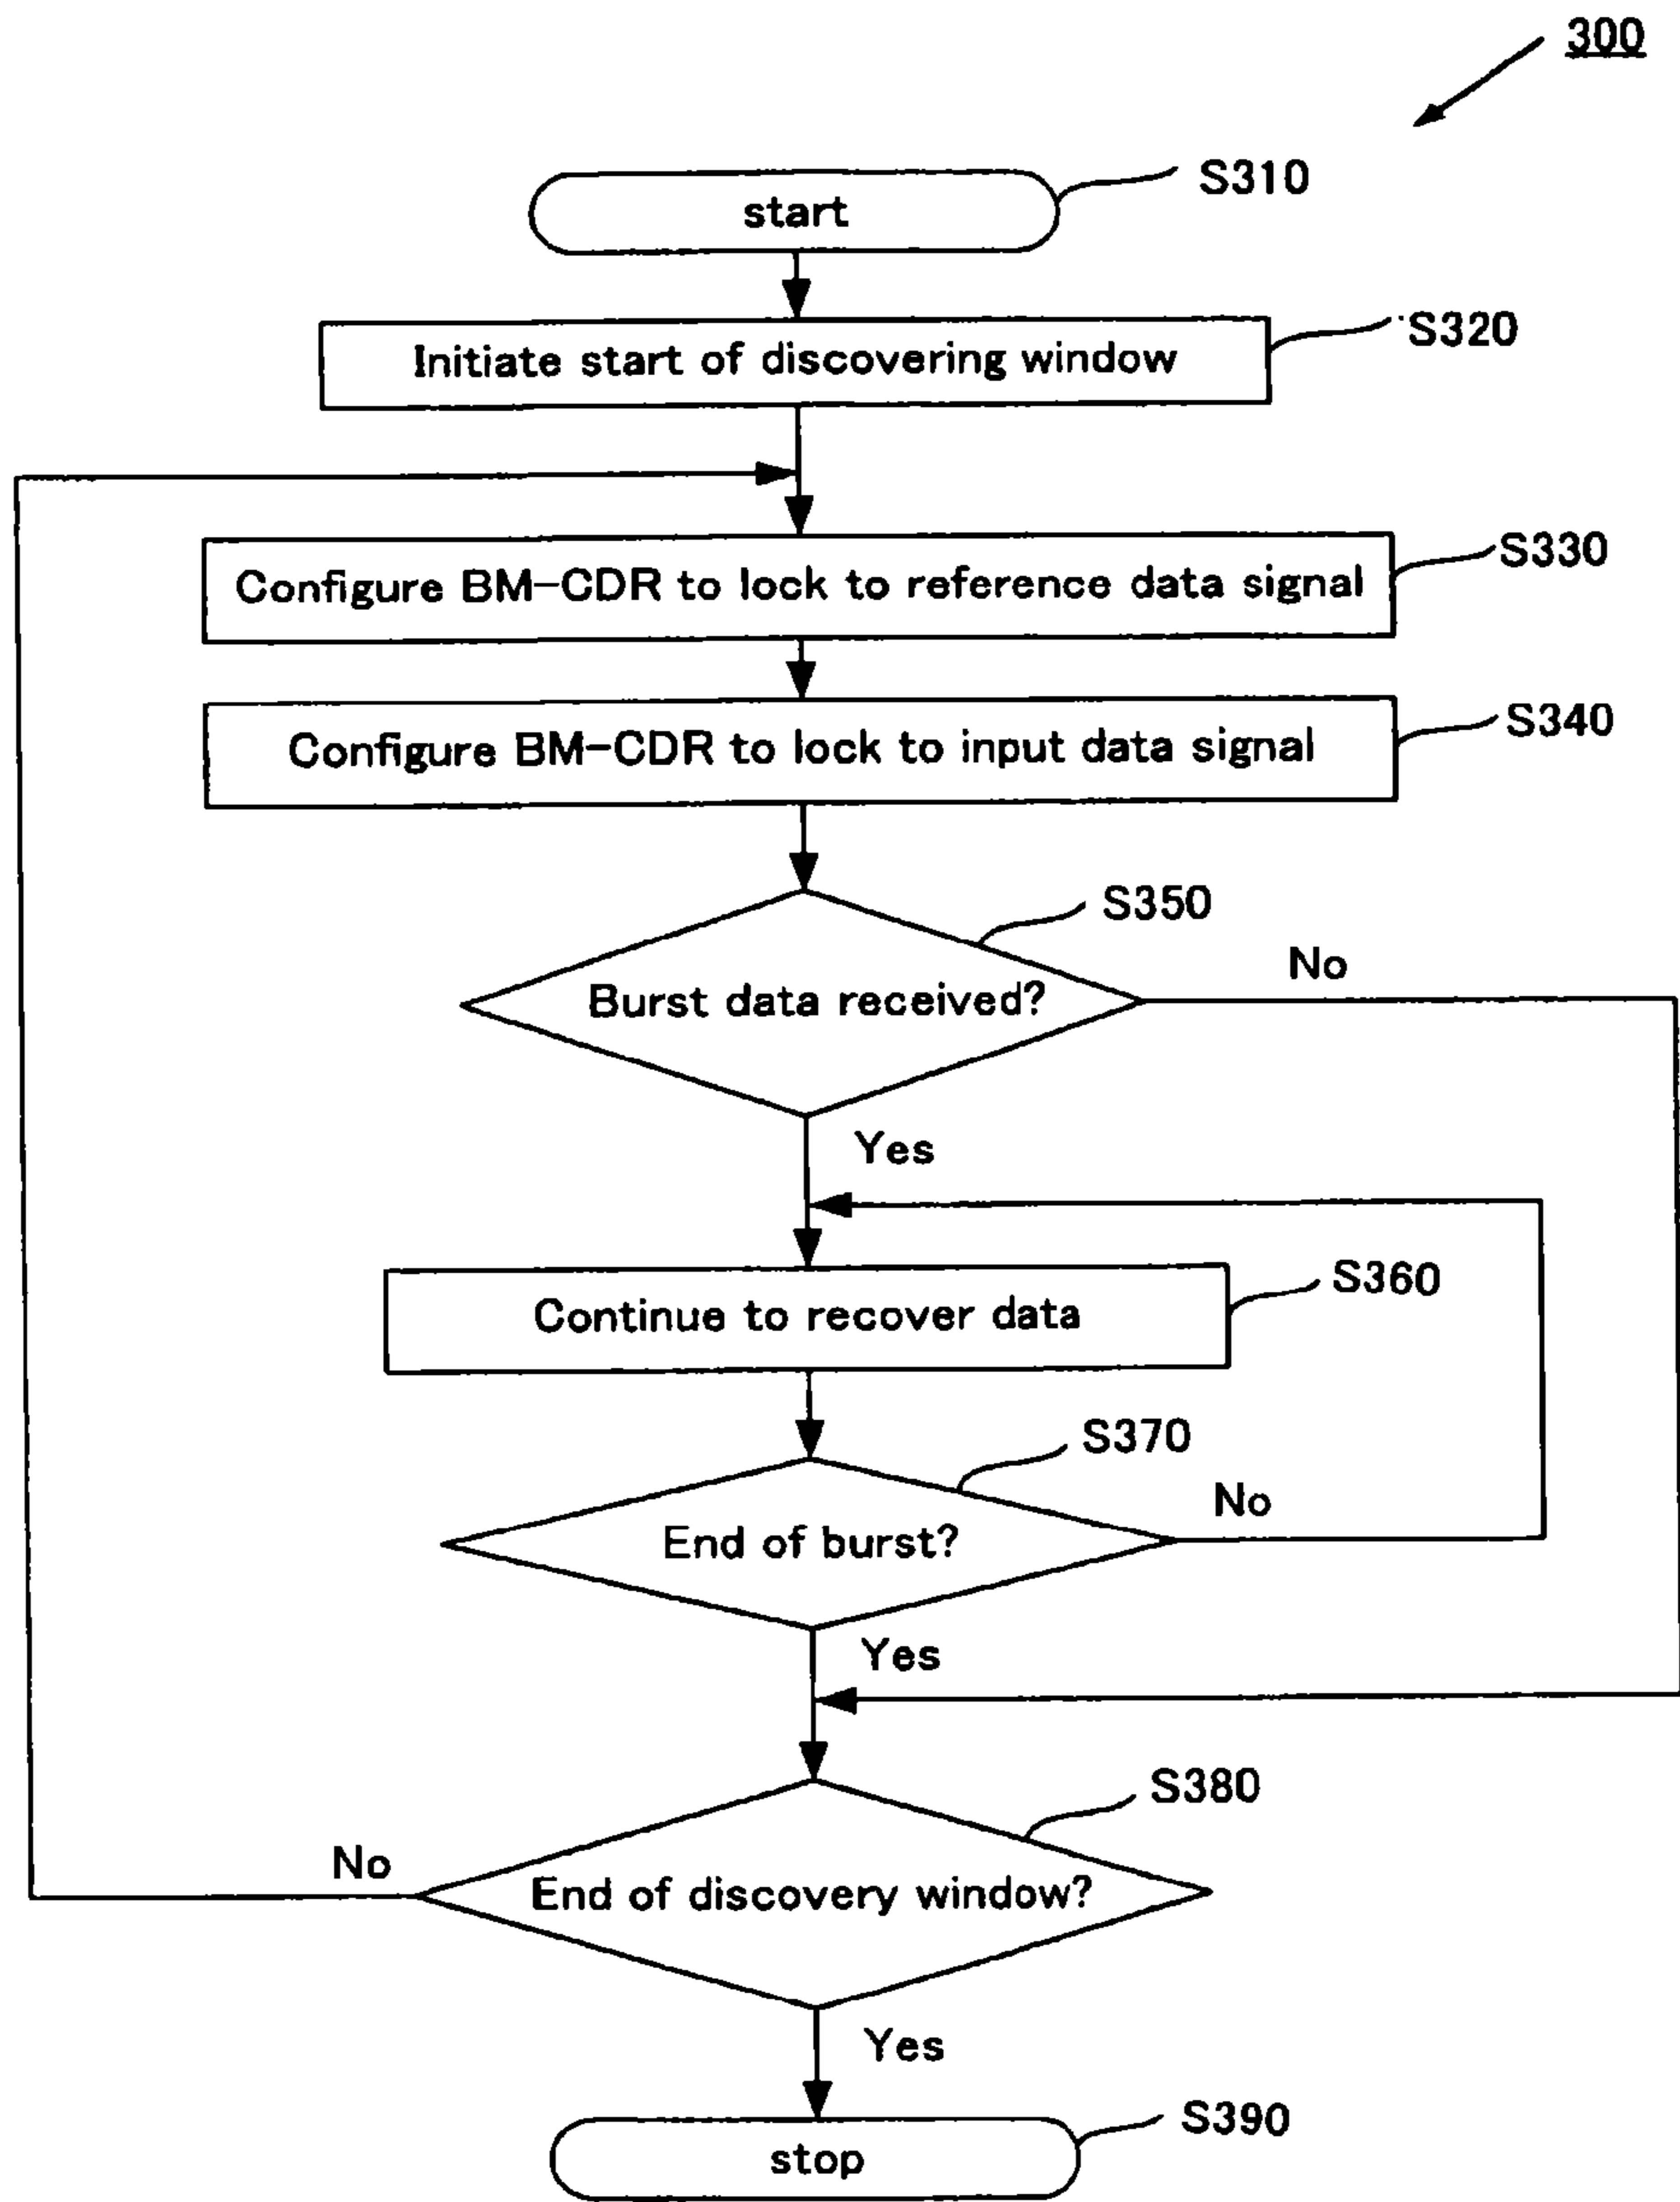 300
S310
start
S320
Initiate start of discovering window
S330
Configure BM-CDR to lock to reference data signal
S340
Configure BM-CDR to lock to input data signal
S350
No
Burst data received?
Yes
S360
Continue to recover data
S370
No
End of burst?
Yes
S380
No
End of discovery window?
Yes
S390
stop